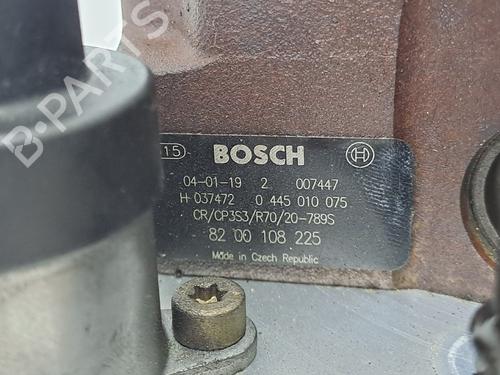 B-PARTS
15 BOSCH
04-01-19 2 007447
H 037472 0 445 010 075
CR/CP3S3/R70/20-789S
82 00 108 225
Made in Czech Republic